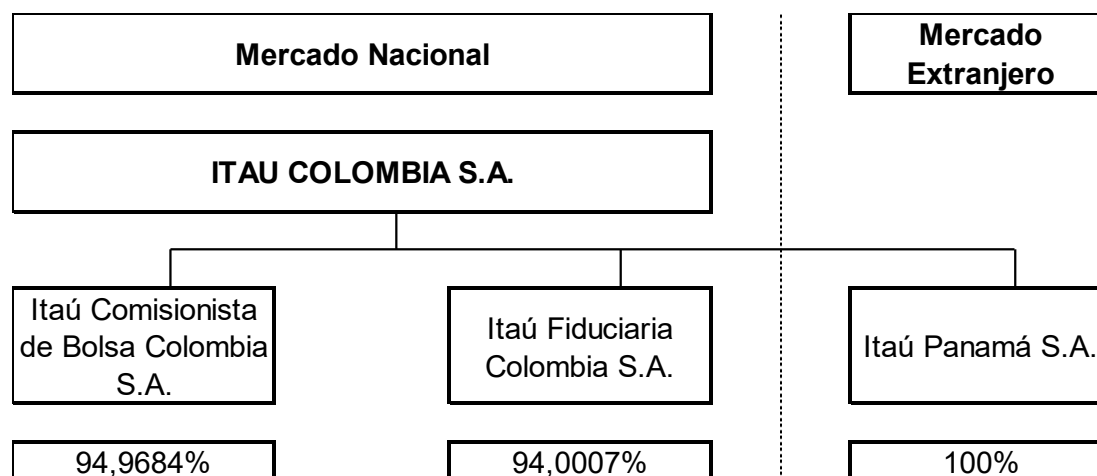 Mercado Nacional
Mercado
Extranjero
ITAU COLOMBIA S.A.
Itaú Comisionista
de Bolsa Colombia
S.A.
Itaú Fiduciaria
Colombia S.A.
Itaú Panamá S.A.
94,9684%
94,0007%
100%